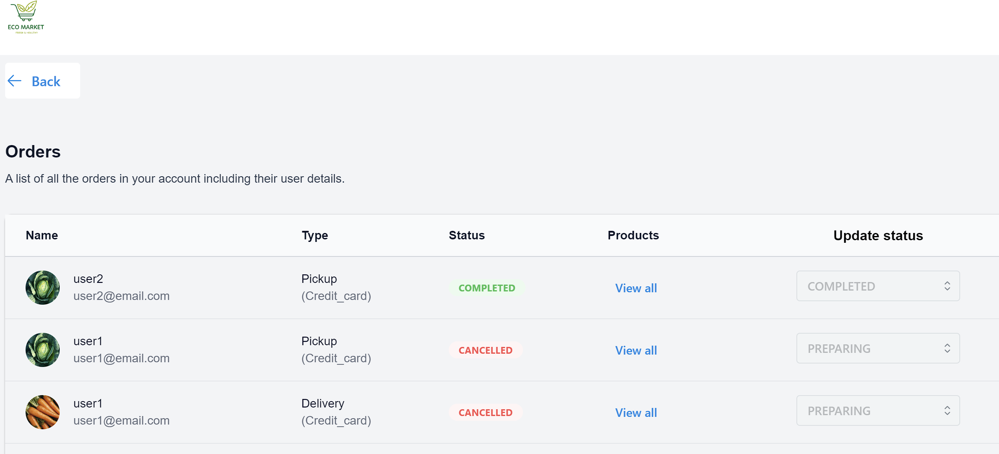 ECO MARKET
FRESH & HEALTHY
Back
Orders
A list of all the orders in your account including their user details.
Name Type Status Products Update status
user2
user2@email.com
Pickup
(Credit_card)
COMPLETED
View all
COMPLETED
user1
user1@email.com
Pickup
(Credit_card)
CANCELLED
View all
PREPARING
user1
user1@email.com
Delivery
(Credit_card)
CANCELLED
View all
PREPARING